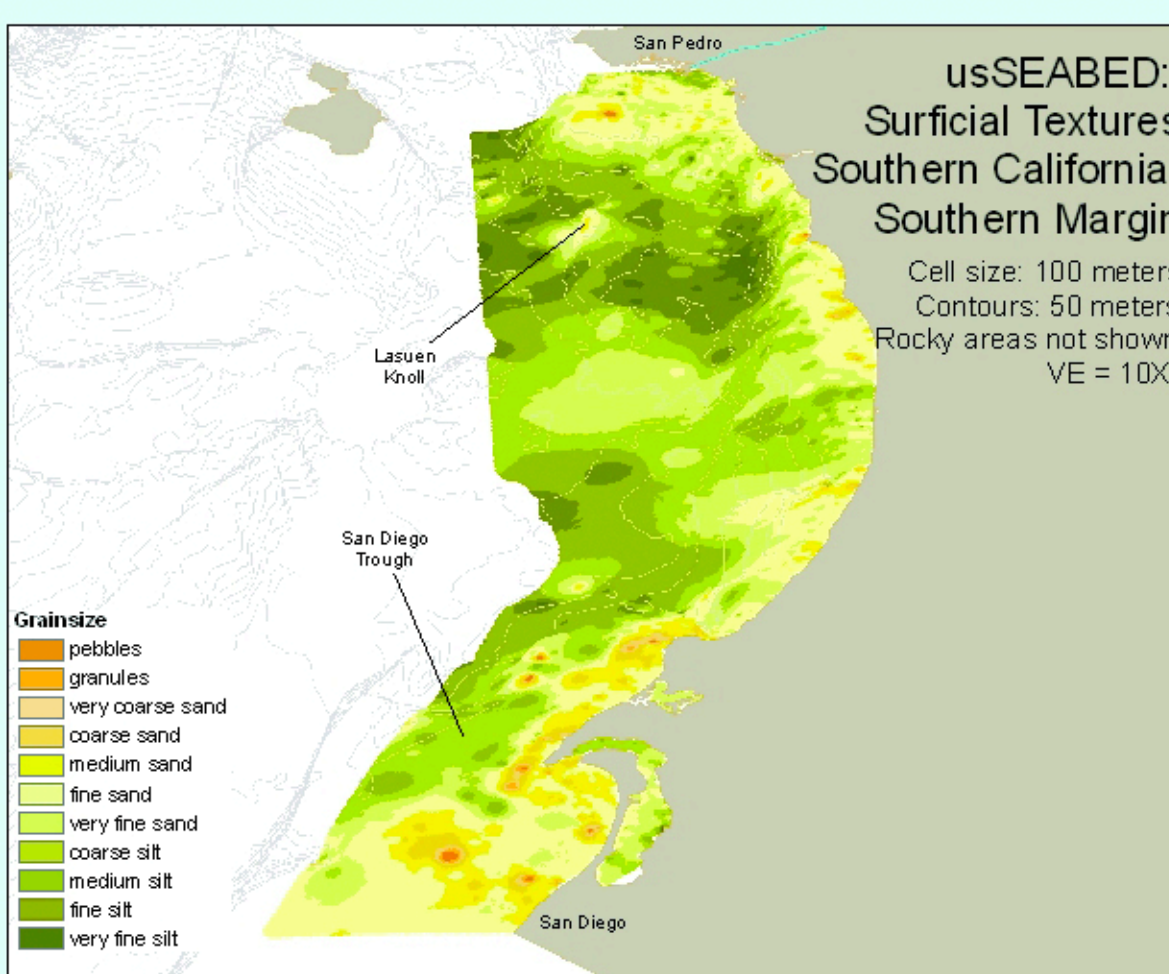 San Pedro
usSEABED:
Surficial Textures
Southern California
Southern Margin
Cell size: 100 meters
Contours: 50 meters
Rocky areas not shown
VE = 10X
Lasuen
Knoll
San Diego
Trough
Grainsize
pebbles
granules
very coarse sand
coarse sand
medium sand
fine sand
very fine sand
coarse silt
medium silt
fine silt
very fine silt
San Diego